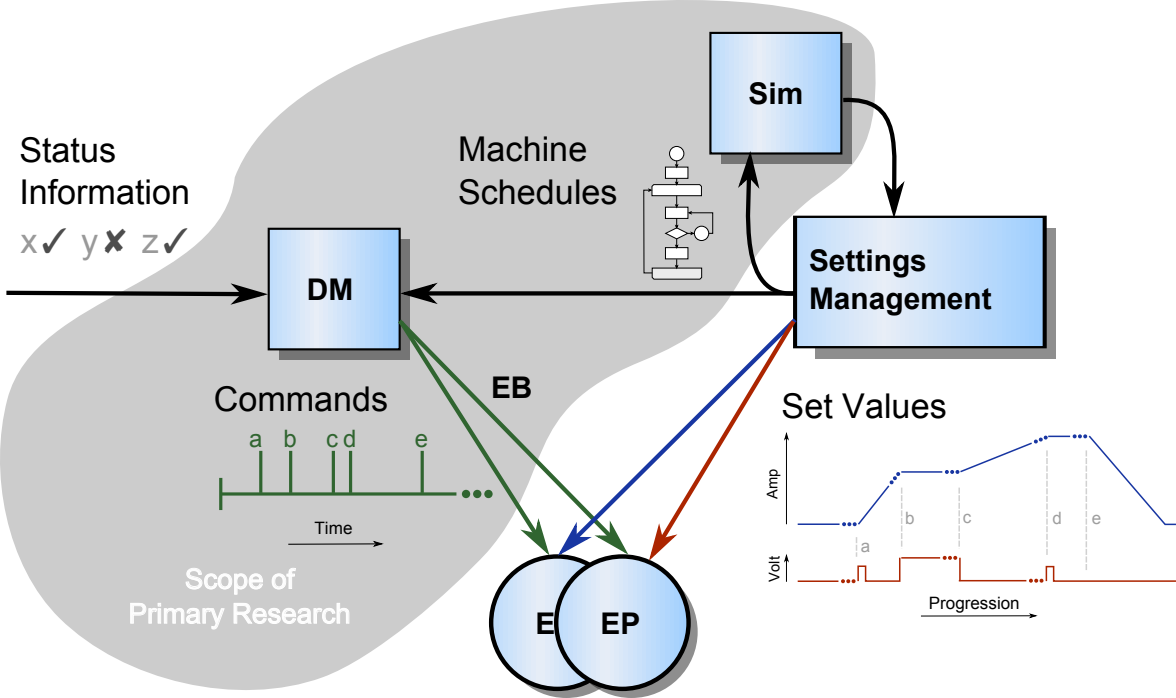 Sim
Status
Information
x✓ y✘ z✓
Machine
Schedules
DM
Settings
Management
EB
Commands
a b c d e
Time
Set Values
Amp
b c d e
a
Volt
Progression
Scope of
Primary Research
E
EP